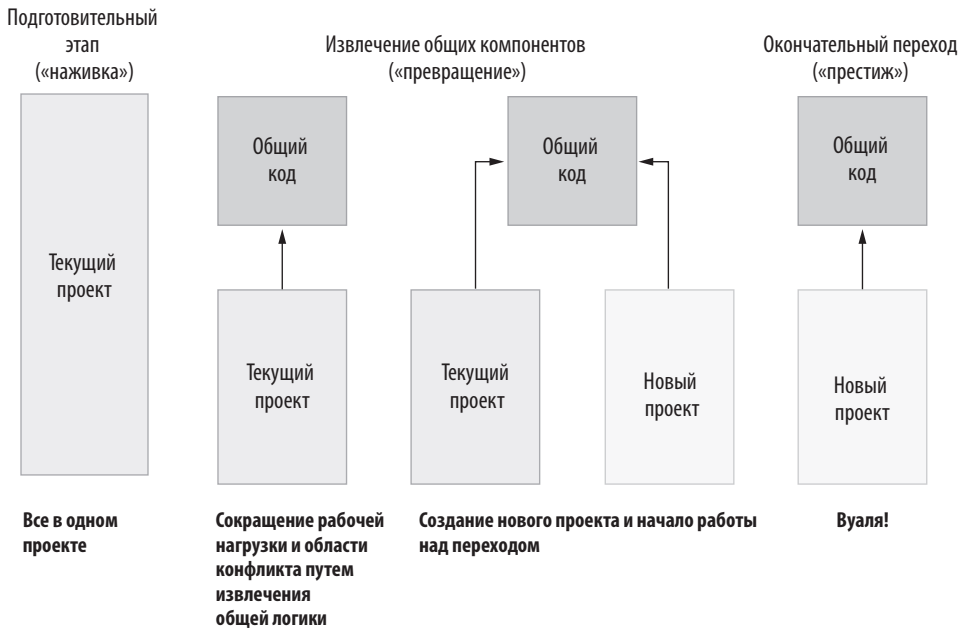 Подготовительный
этап
(«наживка»)
Извлечение общих компонентов
(«превращение»)
Окончательный переход
(«престиж»)
Текущий
проект
Общий
код
Текущий
проект
Общий
код
Текущий
проект
Новый
проект
Общий
код
Новый
проект
Все в одном
проекте
Сокращение рабочей
нагрузки и области
конфликта путем
извлечения
общей логики
Создание нового проекта и начало работы
над переходом
Вуаля!